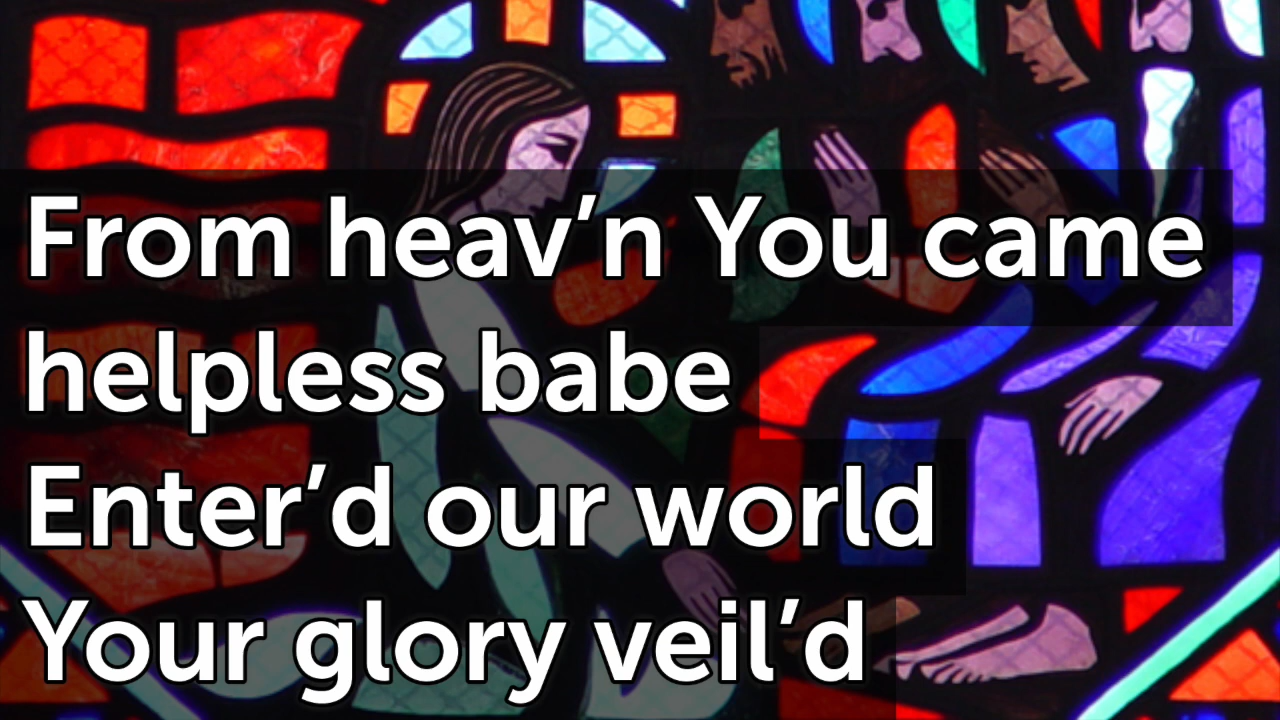 From heav’n You came
helpless babe
Enter’d our world
Your glory veil’d